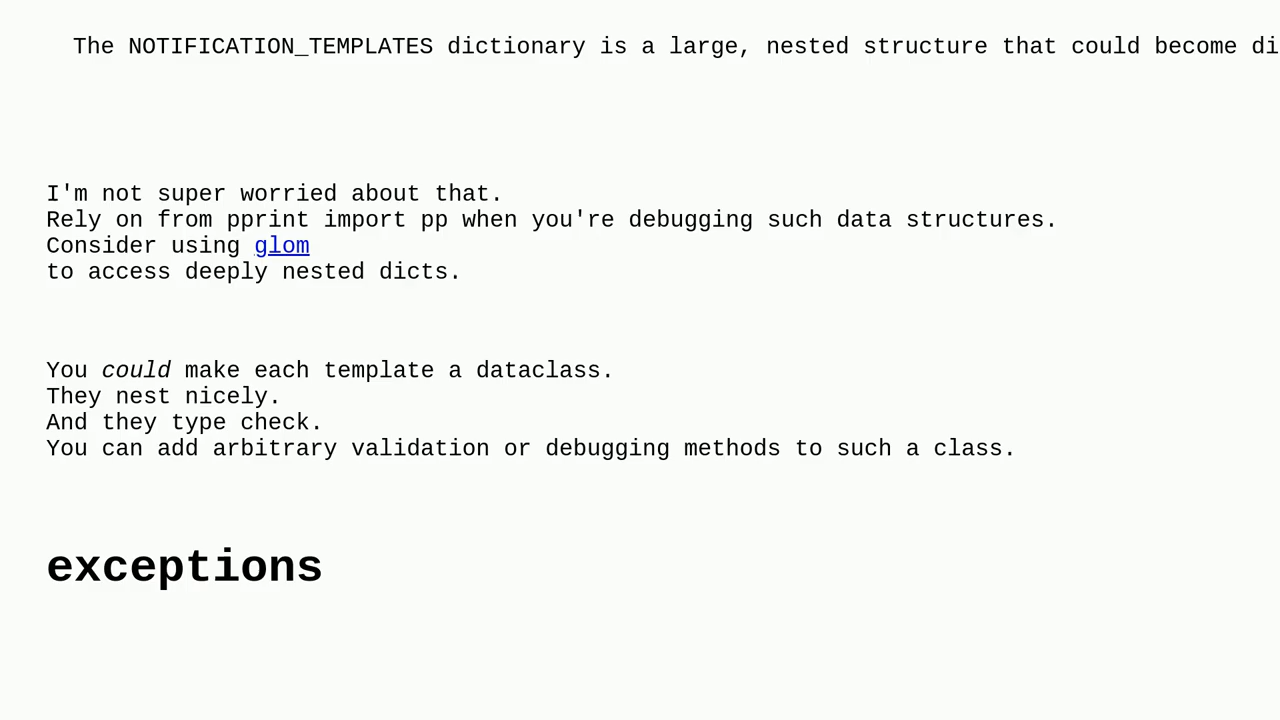 The NOTIFICATION_TEMPLATES dictionary is a large, nested structure that could become
I'm not super worried about that.
Rely on from pprint import pp when you're debugging such data structures.
Consider using glom
to access deeply nested dicts.
You could make each template a dataclass.
They nest nicely.
And they type check.
You can add arbitrary validation or debugging methods to such a class.
exceptions